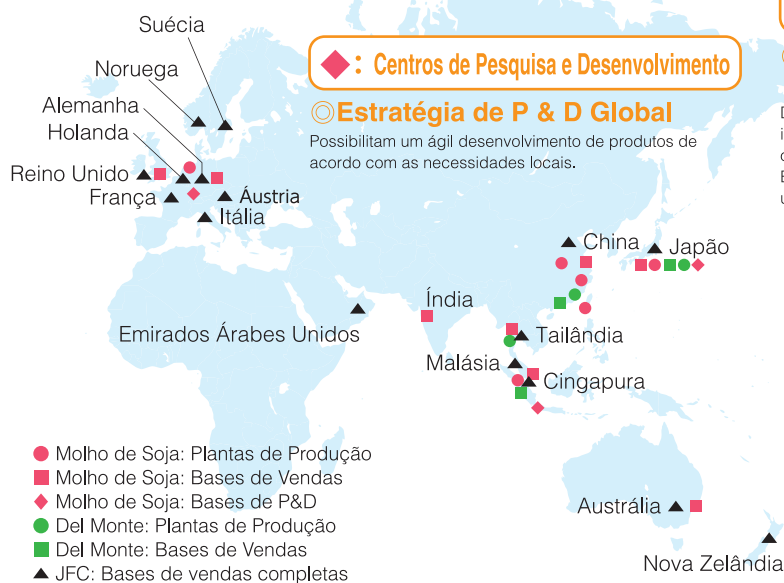 Suécia
Noruega
Alemanha
Holanda
Reino Unido
França
Áustria
Itália
◆: Centros de Pesquisa e Desenvolvimento
◎Estratégia de P & D Global
Possibilitam um ágil desenvolvimento de produtos de
acordo com as necessidades locais.
China
Japão
Índia
Emirados Árabes Unidos
Tailândia
Malásia
Cingapura
Austrália
Nova Zelândia
Molho de Soja: Plantas de Produção
Molho de Soja: Bases de Vendas
Molho de Soja: Bases de P&D
Del Monte: Plantas de Produção
Del Monte: Bases de Vendas
JFC: Bases de vendas completas